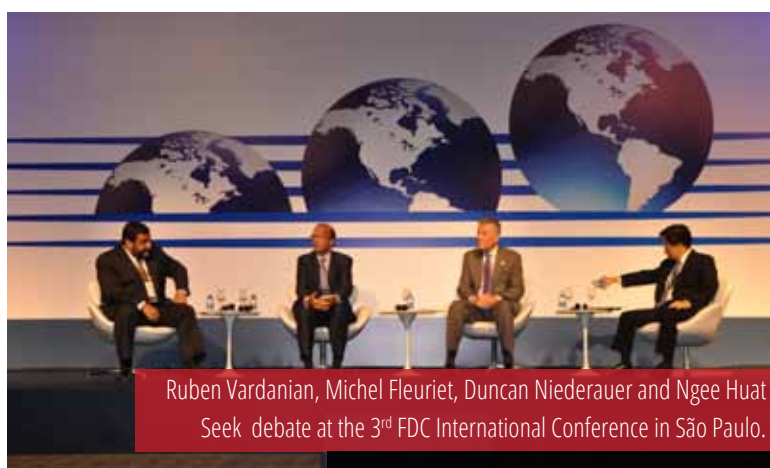 Ruben Vardanian, Michel Fleuriet, Duncan Niederauer and Ngee Huat
Seek debate at the 3rd FDC International Conference in São Paulo.